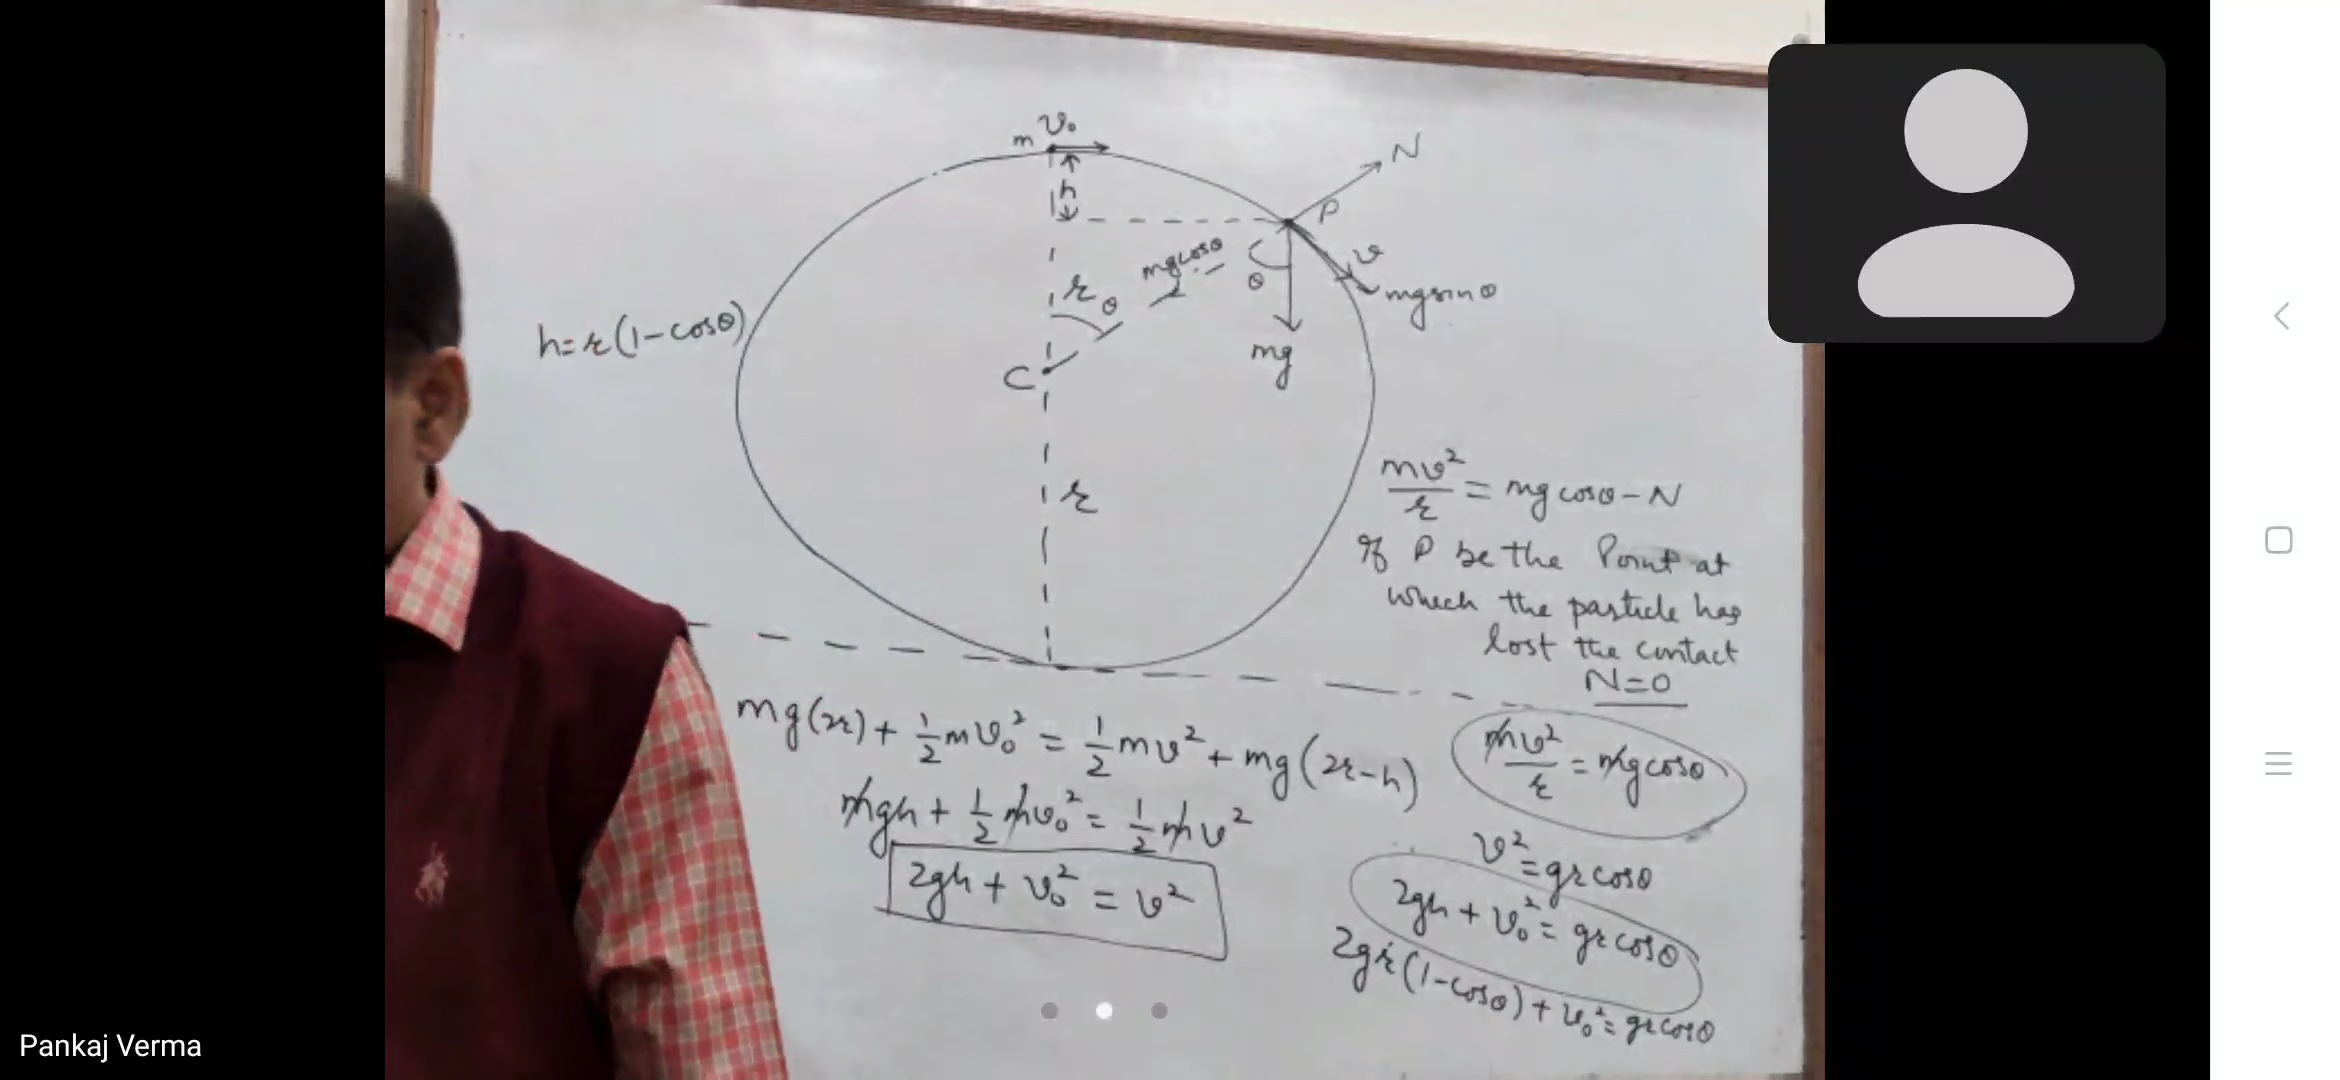 m v₀
h
N
P
v
mg cosθ
θ
mg sinθ
r θ
mg
h = r(1-cosθ)
C
r
mv²/r = mg cosθ - N
If P be the Point at
which the particle has
lost the contact
N=0
mg(2r) + ½mv₀² = ½mv² + mg(2r-h)
mv²/r = mg cosθ
mgh + ½mv₀² = ½mv²
v² = gr cosθ
2gh + v₀² = v²
2gh + v₀² = gr cosθ
2gr(1-cosθ) + v₀² = gr cosθ
Pankaj Verma